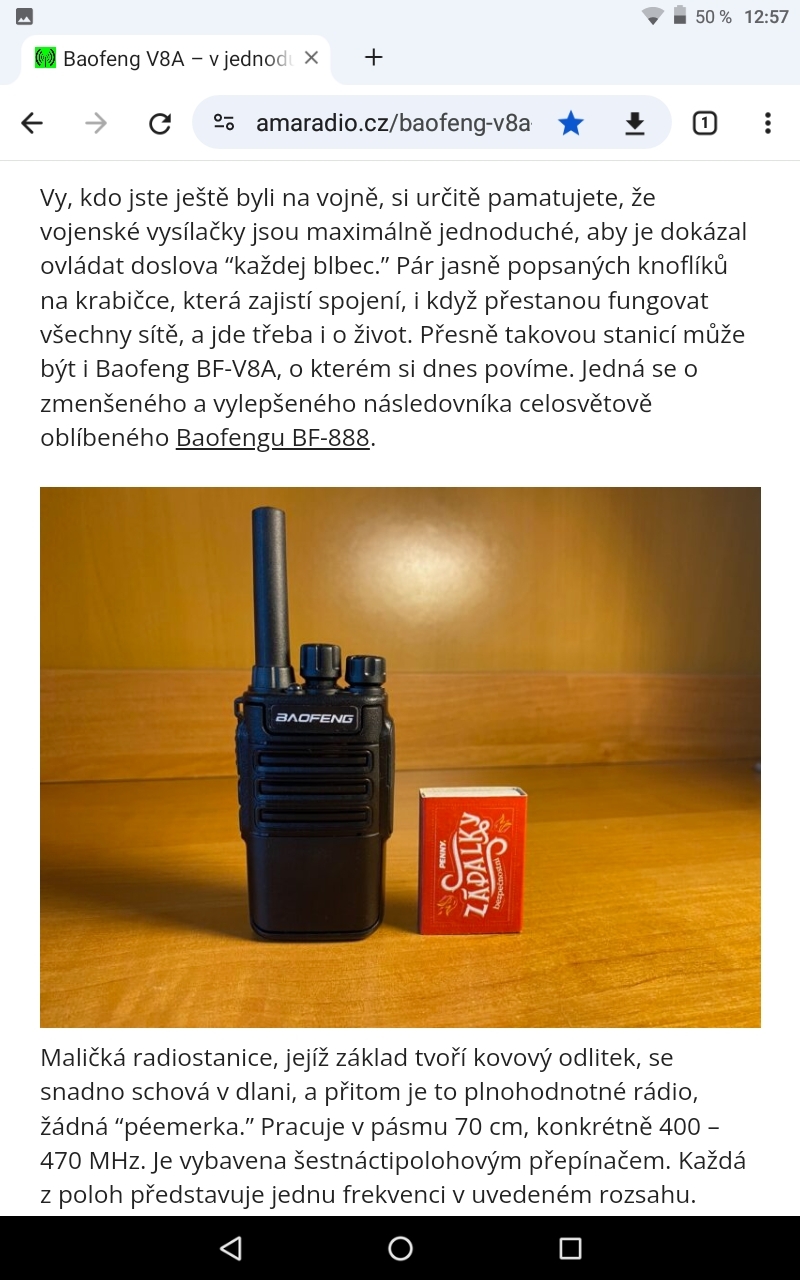 50 % 12:57
Baofeng V8A – v jednodu
amaradio.cz/baofeng-v8a
1
Vy, kdo jste ještě byli na vojně, si určitě pamatujete, že
vojenské vysílačky jsou maximálně jednoduché, aby je dokázal
ovládat doslova “každej blbec.” Pár jasně popsaných knoflíků
na krabičce, která zajistí spojení, i když přestanou fungovat
všechny sítě, a jde třeba i o život. Přesně takovou stanicí může
být i Baofeng BF-V8A, o kterém si dnes povíme. Jedná se o
zmenšeného a vylepšeného následovníka celosvětově
oblíbeného Baofengu BF-888.
BAOFENG
PENNY.
ZÁPALKY
bezpečnostní
Maličká radiostanice, jejíž základ tvoří kovový odlitek, se
snadno schová v dlani, a přitom je to plnohodnotné rádio,
žádná “péemerka.” Pracuje v pásmu 70 cm, konkrétně 400 –
470 MHz. Je vybavena šestnáctipolohovým přepínačem. Každá
z poloh představuje jednu frekvenci v uvedeném rozsahu.